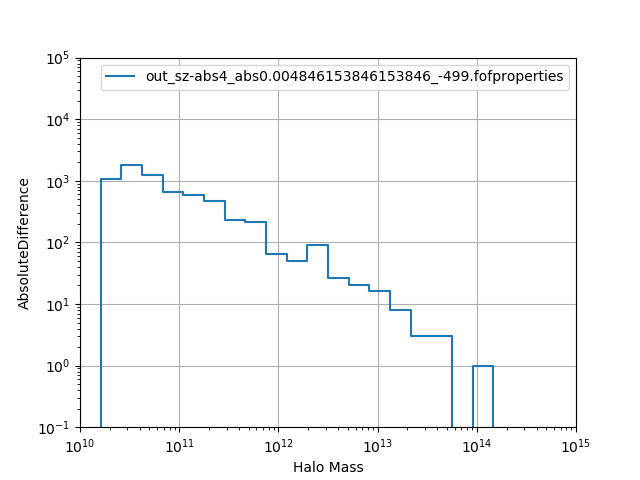 out_sz-abs4_abs0.004846153846153846_-499.fofproperties
AbsoluteDifference
10^5
10^4
10^3
10^2
10^1
10^0
10^-1
10^10 10^11 10^12 10^13 10^14 10^15
Halo Mass